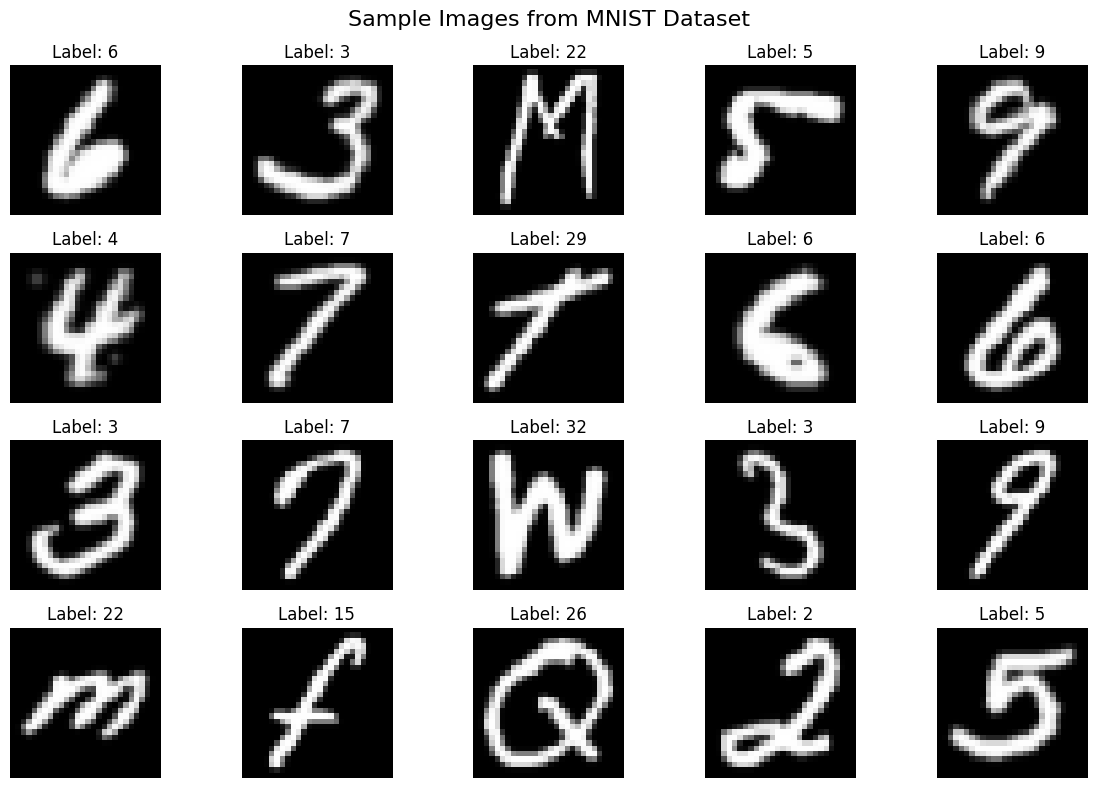 Sample Images from MNIST Dataset
Label: 6 Label: 3 Label: 22 Label: 5 Label: 9
6 3 M 5 9
Label: 4 Label: 7 Label: 29 Label: 6 Label: 6
4 7 T 6 6
Label: 3 Label: 7 Label: 32 Label: 3 Label: 9
3 7 W 3 9
Label: 22 Label: 15 Label: 26 Label: 2 Label: 5
m f Q 2 5